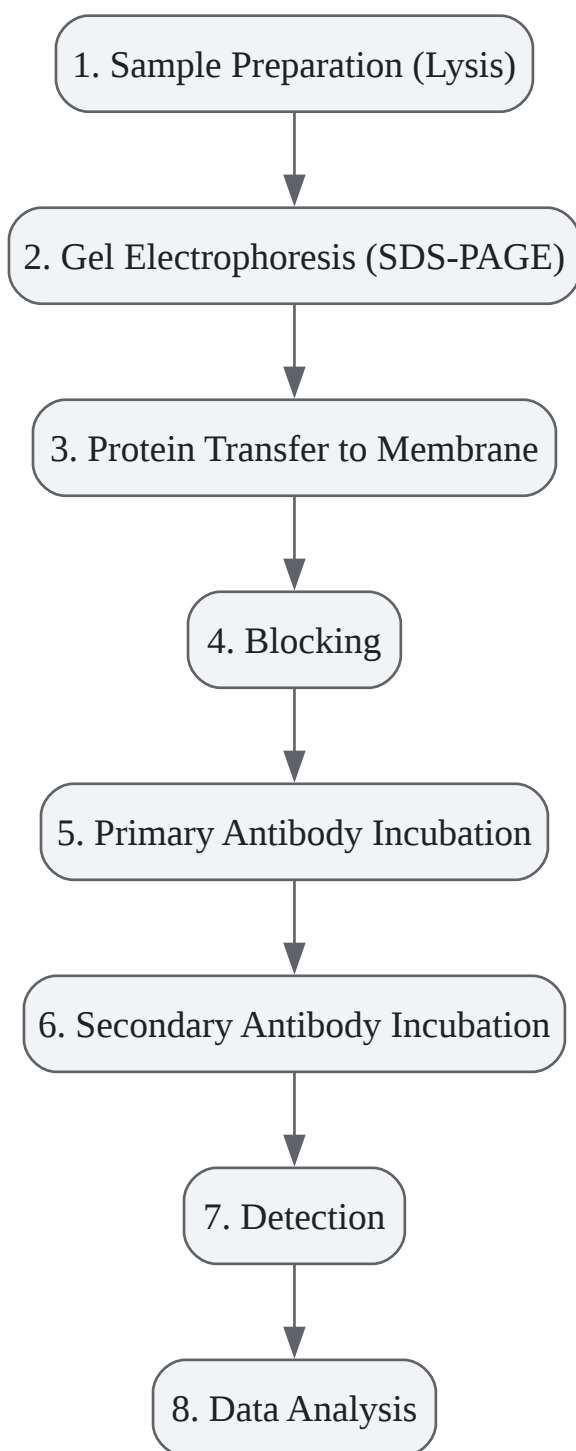 1. Sample Preparation (Lysis)
2. Gel Electrophoresis (SDS-PAGE)
3. Protein Transfer to Membrane
4. Blocking
5. Primary Antibody Incubation
6. Secondary Antibody Incubation
7. Detection
8. Data Analysis